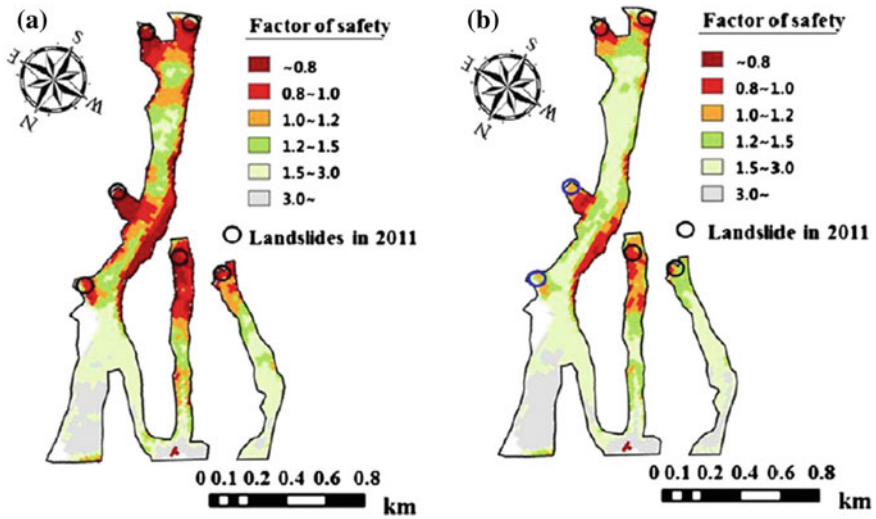 (a)
S
E
W
N
Factor of safety
~0.8
0.8~1.0
1.0~1.2
1.2~1.5
1.5~3.0
3.0~
Landslides in 2011
0 0.1 0.2 0.4 0.6 0.8
km
(b)
S
E
W
N
Factor of safety
~0.8
0.8~1.0
1.0~1.2
1.2~1.5
1.5~3.0
3.0~
Landslide in 2011
0 0.1 0.2 0.4 0.6 0.8
km